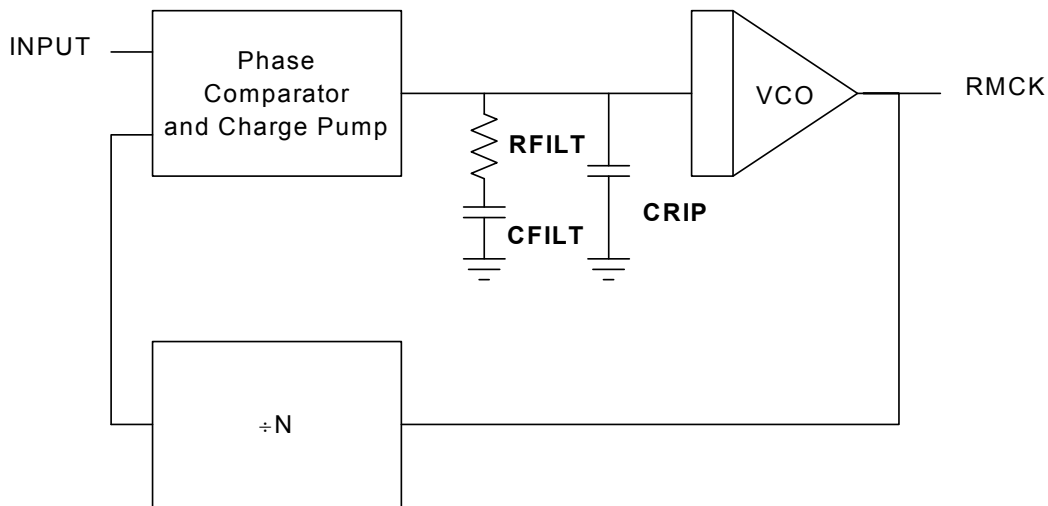 INPUT
Phase
Comparator
and Charge Pump
VCO
RMCK
RFILT
CRIP
CFILT
÷N